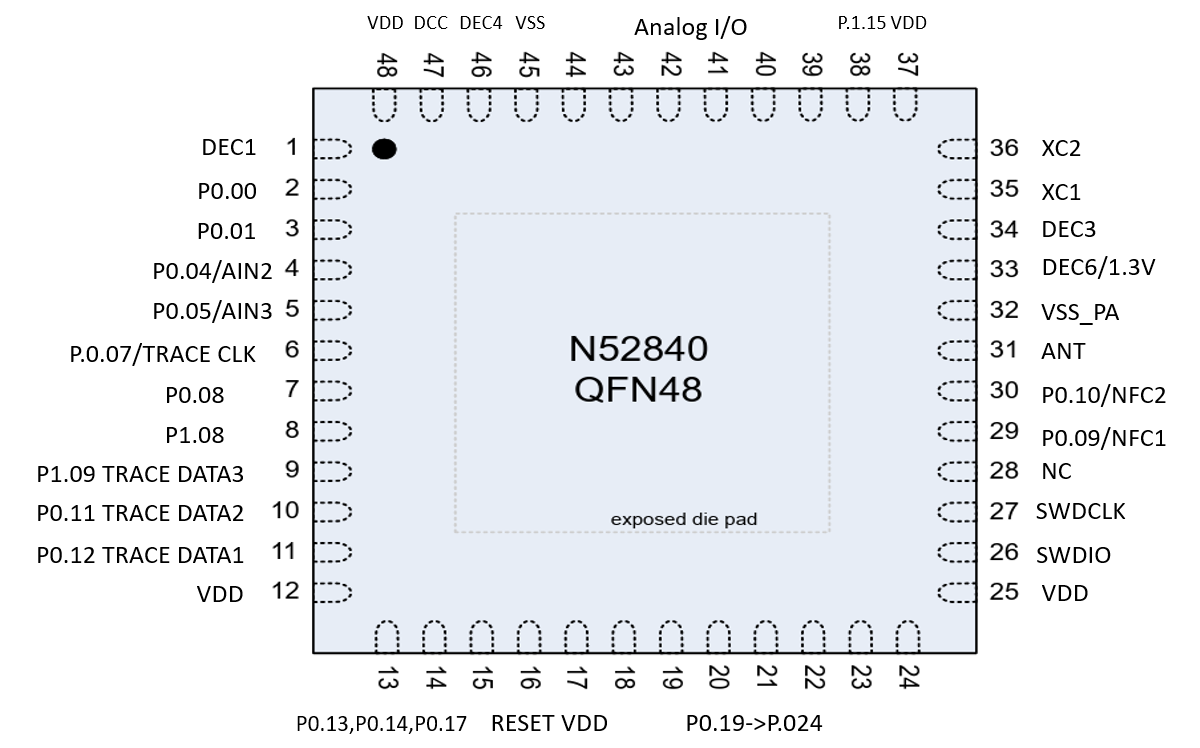 VDD DCC DEC4 VSS Analog I/O P.1.15 VDD
48 47 46 45 44 43 42 41 40 39 38 37
DEC1 1 36 XC2
P0.00 2 35 XC1
P0.01 3 34 DEC3
P0.04/AIN2 4 33 DEC6/1.3V
P0.05/AIN3 5 32 VSS_PA
P.0.07/TRACE CLK 6 N52840 31 ANT
P0.08 7 QFN48 30 P0.10/NFC2
P1.08 8 29 P0.09/NFC1
P1.09 TRACE DATA3 9 28 NC
P0.11 TRACE DATA2 10 exposed die pad 27 SWDCLK
P0.12 TRACE DATA1 11 26 SWDIO
VDD 12 25 VDD
13 14 15 16 17 18 19 20 21 22 23 24
P0.13,P0.14,P0.17 RESET VDD P0.19->P.024